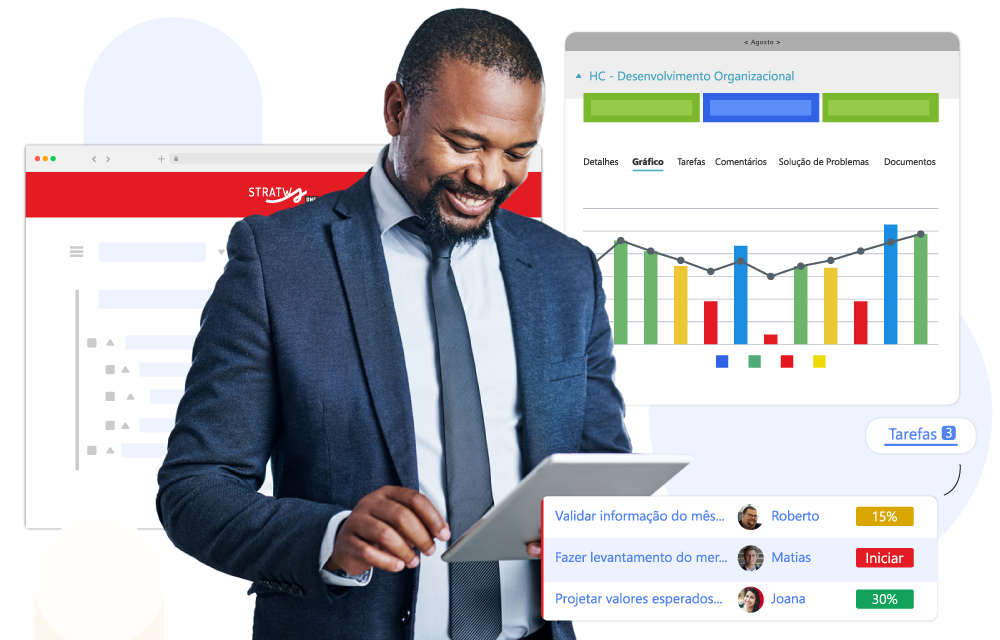 < Agosto >
HC - Desenvolvimento Organizacional
Detalhes Gráfico Tarefas Comentários Solução de Problemas Documentos
STRATWs ONE
Tarefas 3
Validar informação do mês... Roberto 15%
Fazer levantamento do mer... Matias Iniciar
Projetar valores esperados... Joana 30%